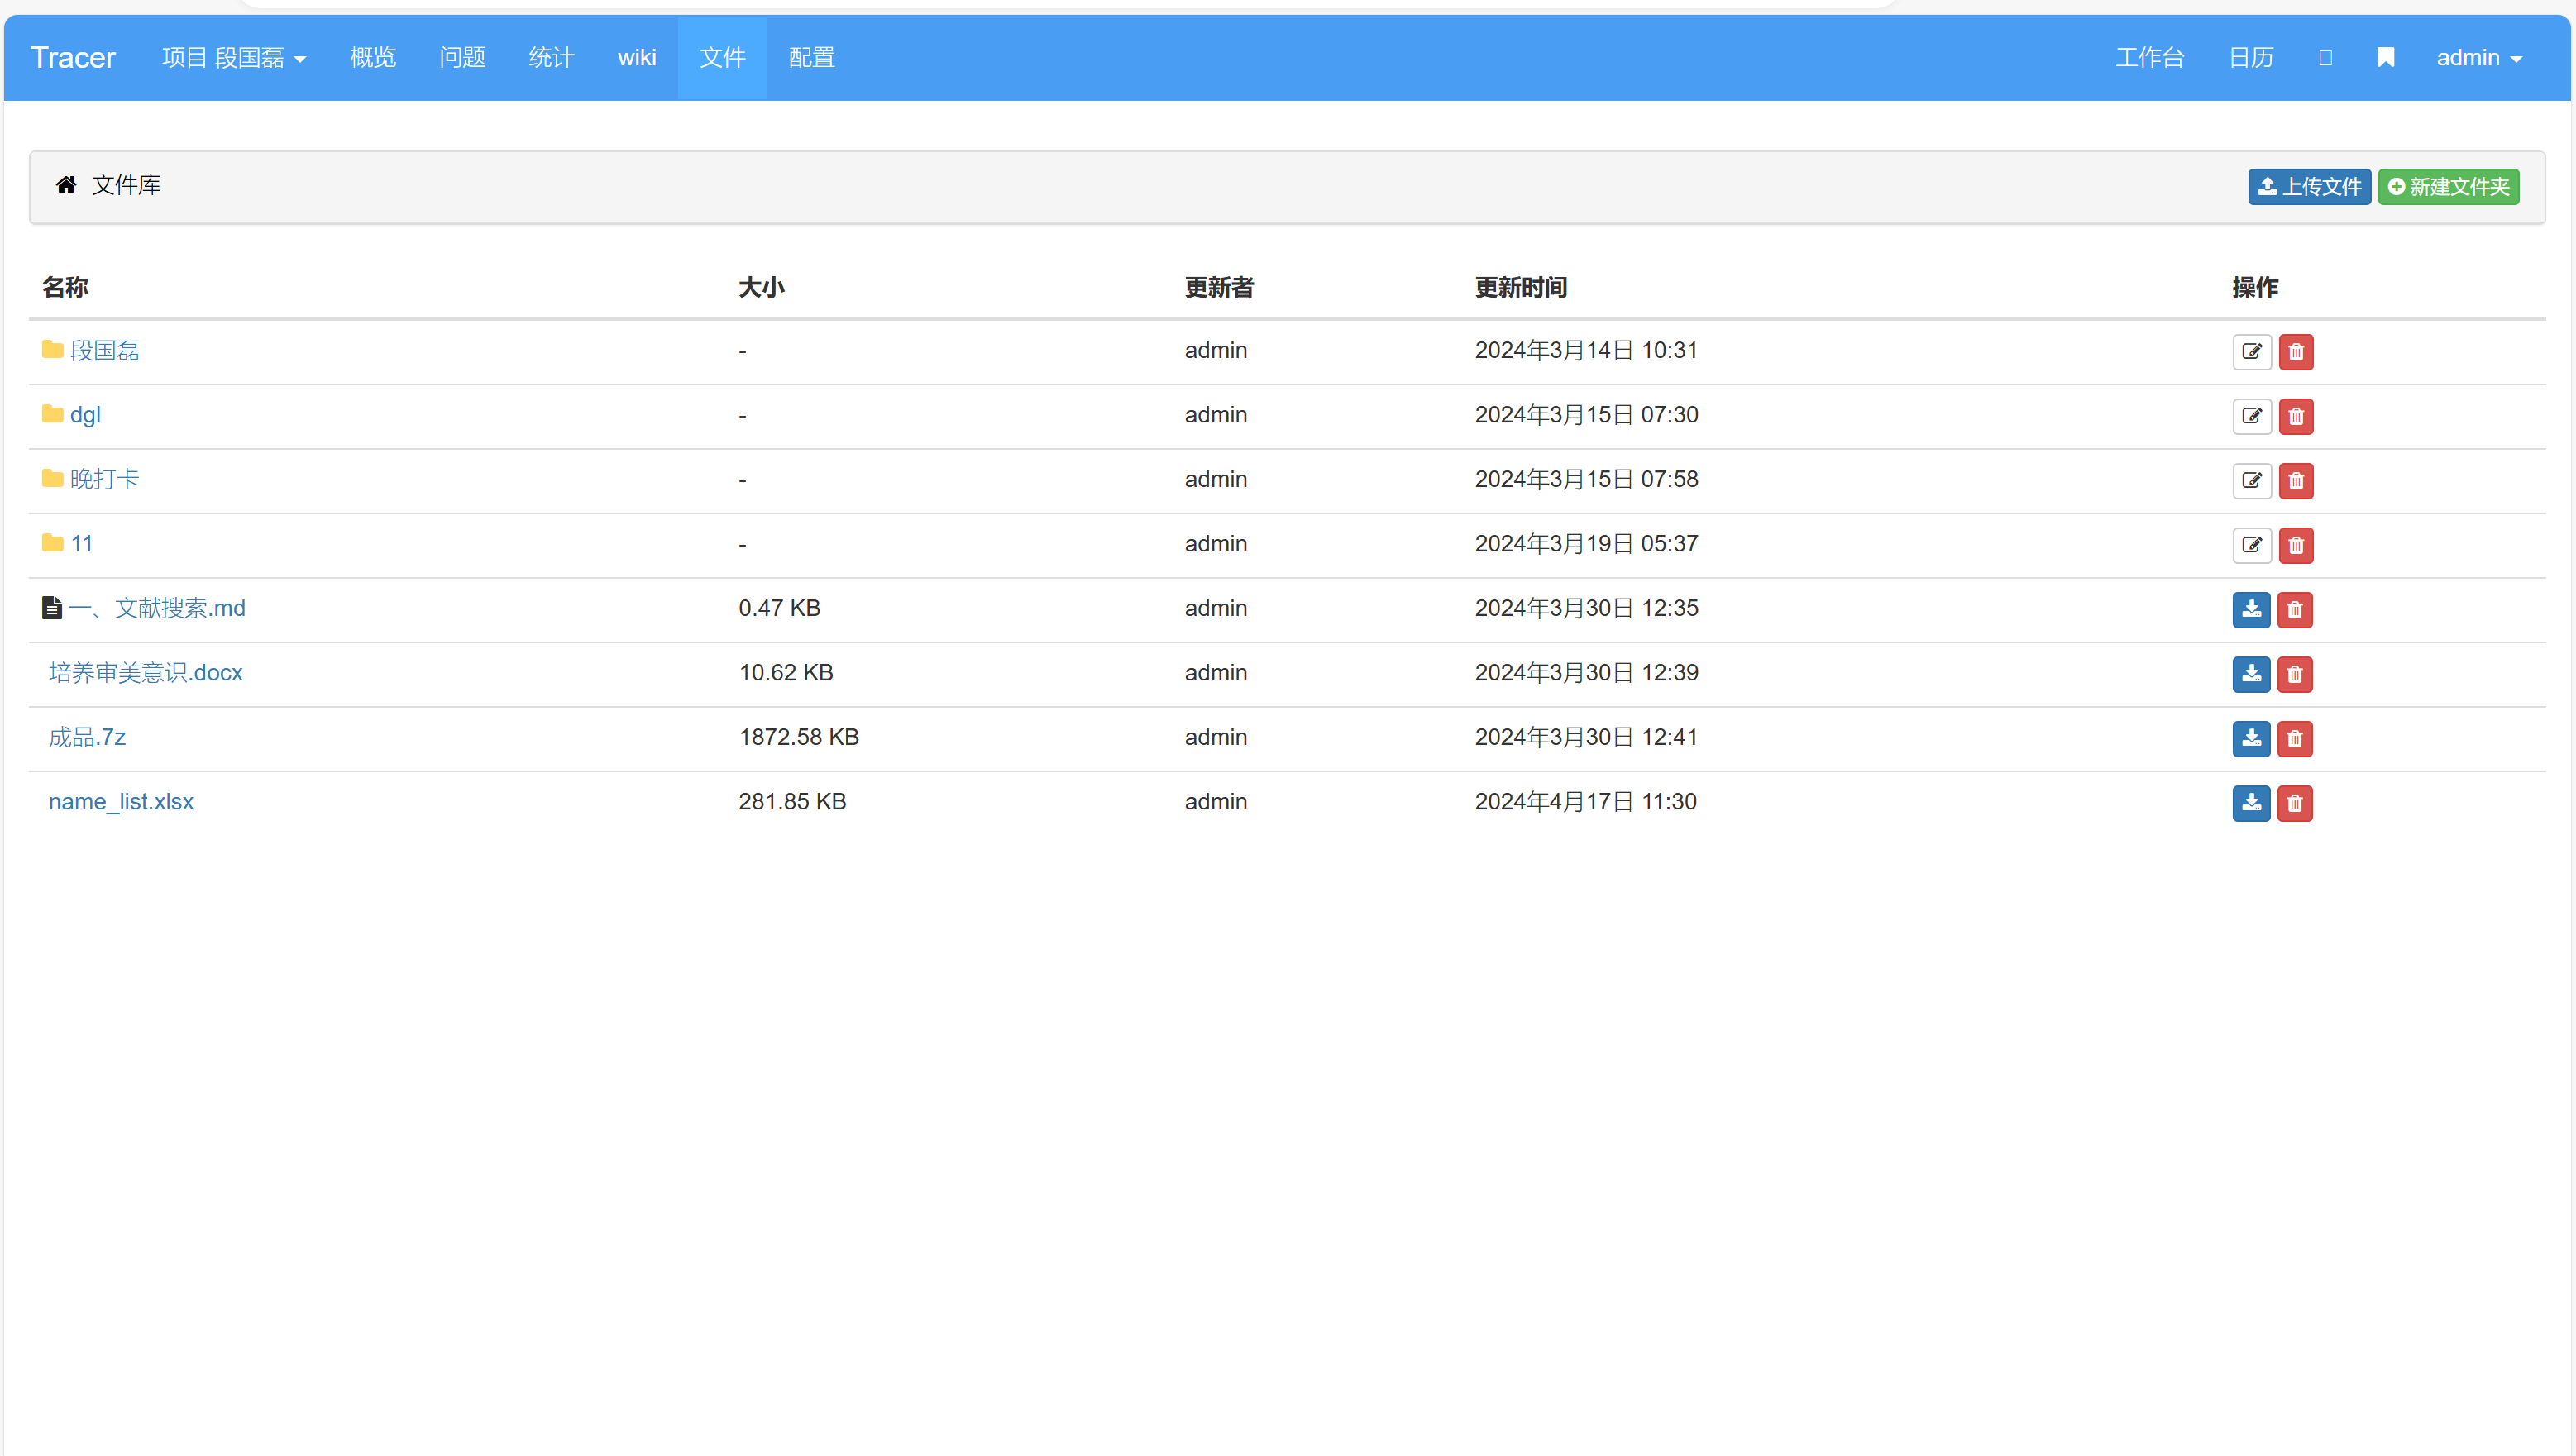 Tracer 项目 段国磊 概览 问题 统计 wiki 文件 配置 工作台 日历 admin
文件库 上传文件 新建文件夹
名称 大小 更新者 更新时间 操作
段国磊 - admin 2024年3月14日 10:31
dgl - admin 2024年3月15日 07:30
晚打卡 - admin 2024年3月15日 07:58
11 - admin 2024年3月19日 05:37
一、文献搜索.md 0.47 KB admin 2024年3月30日 12:35
培养审美意识.docx 10.62 KB admin 2024年3月30日 12:39
成品.7z 1872.58 KB admin 2024年3月30日 12:41
name_list.xlsx 281.85 KB admin 2024年4月17日 11:30